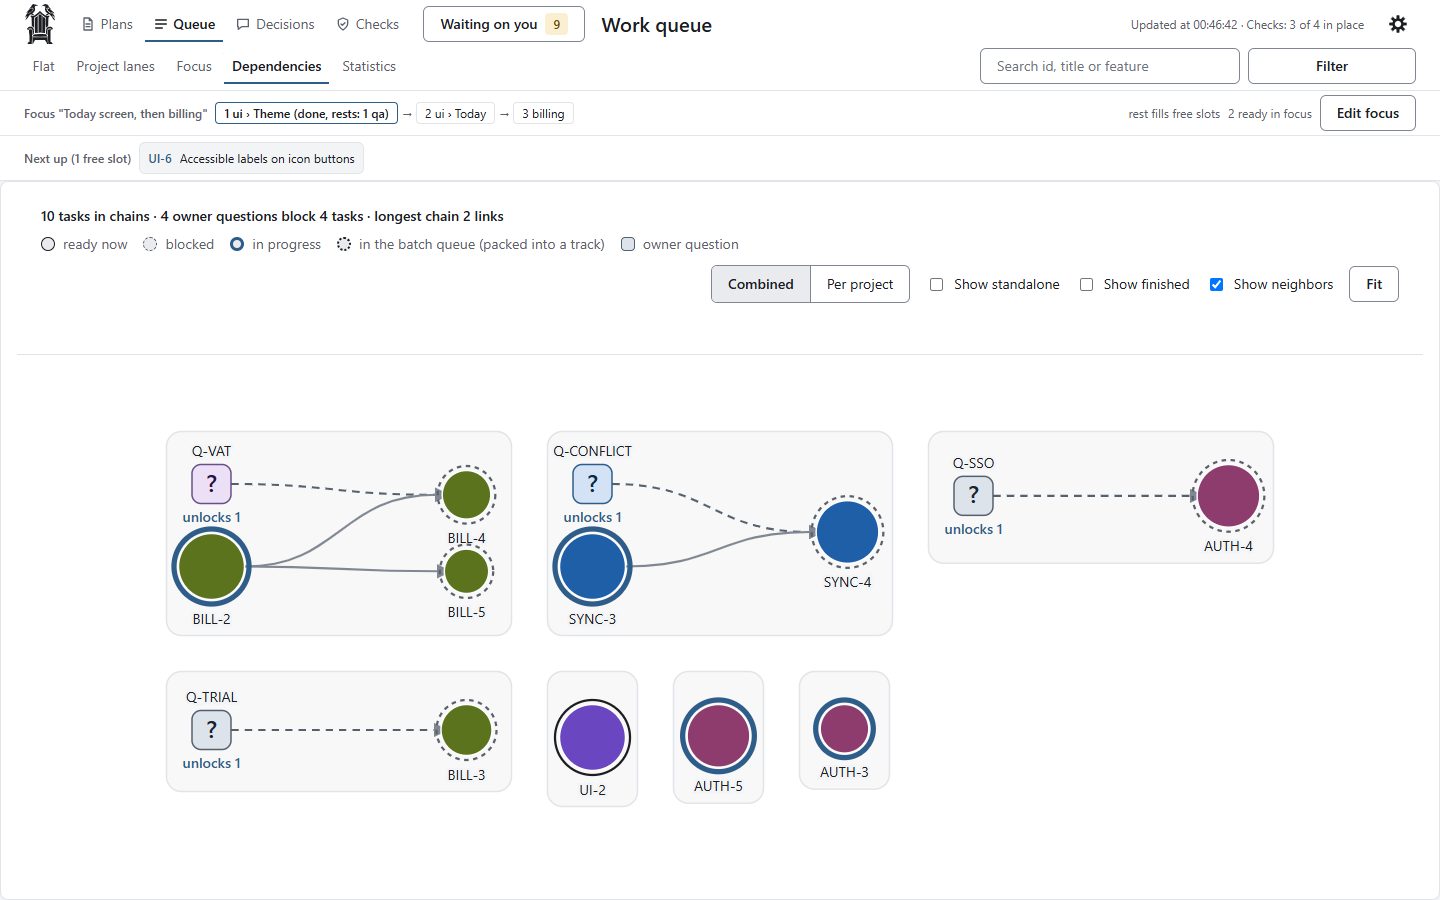 Plans
Queue
Decisions
Checks
Waiting on you 9
Work queue
Updated at 00:46:42 · Checks: 3 of 4 in place
Flat
Project lanes
Focus
Dependencies
Statistics
Search id, title or feature
Filter
Focus "Today screen, then billing"
1 ui › Theme (done, rests: 1 qa)
→
2 ui › Today
→
3 billing
rest fills free slots
2 ready in focus
Edit focus
Next up (1 free slot)
UI-6 Accessible labels on icon buttons
10 tasks in chains · 4 owner questions block 4 tasks · longest chain 2 links
ready now
blocked
in progress
in the batch queue (packed into a track)
owner question
Combined
Per project
Show standalone
Show finished
Show neighbors
Fit
Q-VAT
?
unlocks 1
BILL-2
BILL-4
BILL-5
Q-CONFLICT
?
unlocks 1
SYNC-3
SYNC-4
Q-SSO
?
unlocks 1
AUTH-4
Q-TRIAL
?
unlocks 1
BILL-3
UI-2
AUTH-5
AUTH-3